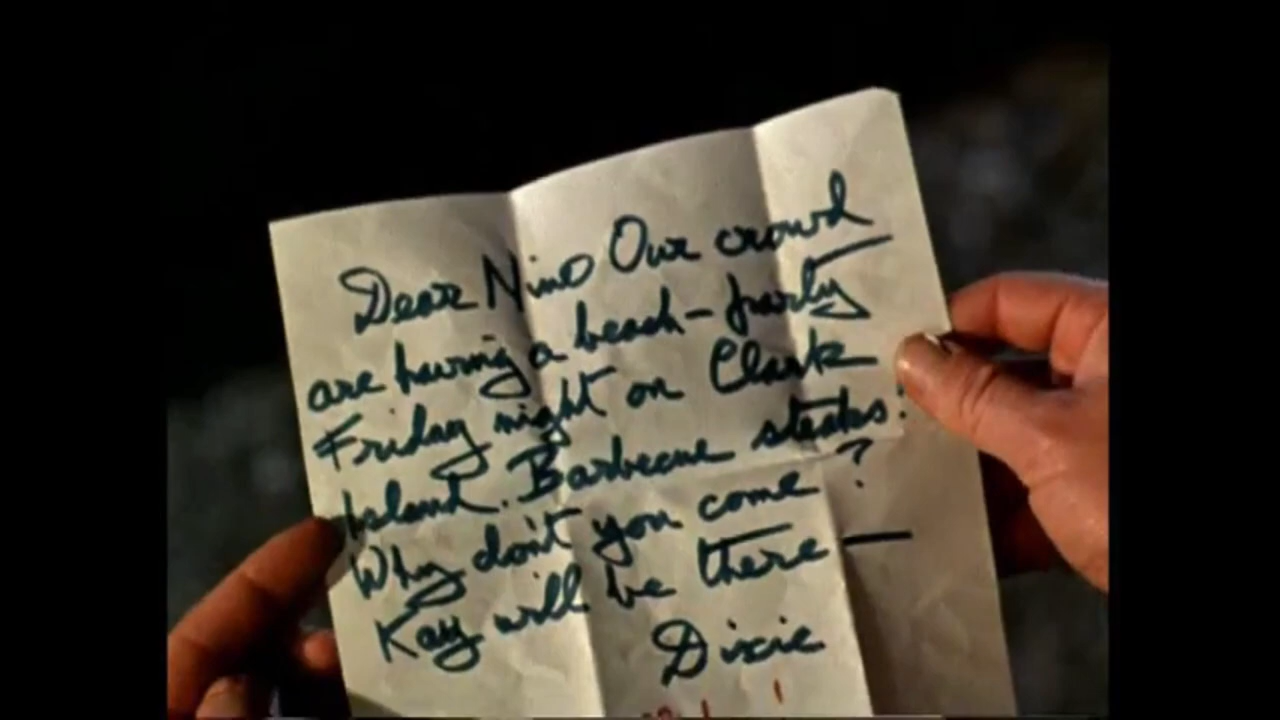 Dear Nino Our crowd
are having a beach-party
Friday night on Clark
Island. Barbecue steaks!
Why don't you come?
Kay will be there —
Dixie